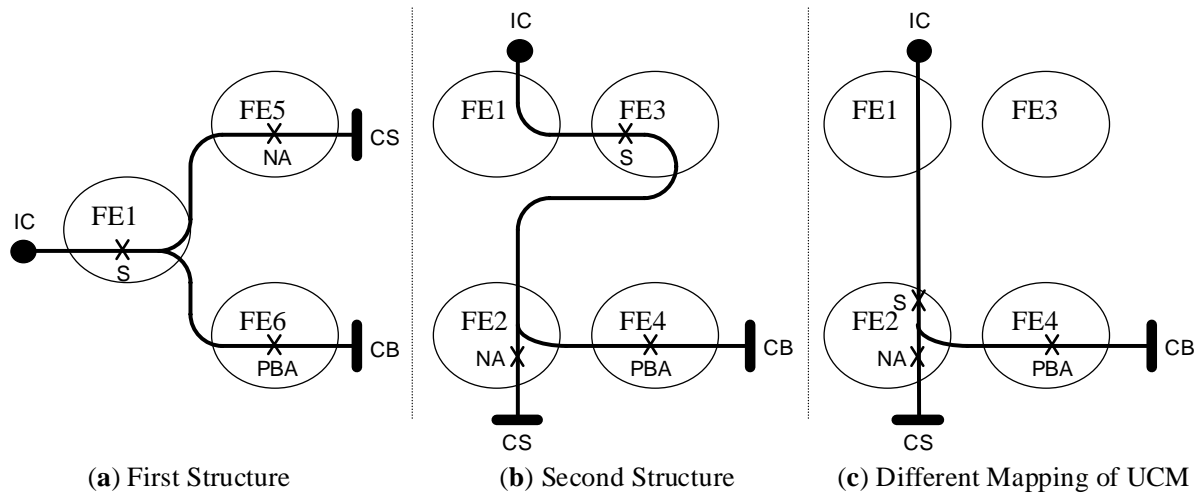 IC
FE1
S
FE5
NA
CS
FE6
PBA
CB
(a) First Structure
IC
FE1
FE3
S
FE2
NA
FE4
PBA
CB
CS
(b) Second Structure
IC
FE1
FE3
S
FE2
NA
FE4
PBA
CB
CS
(c) Different Mapping of UCM